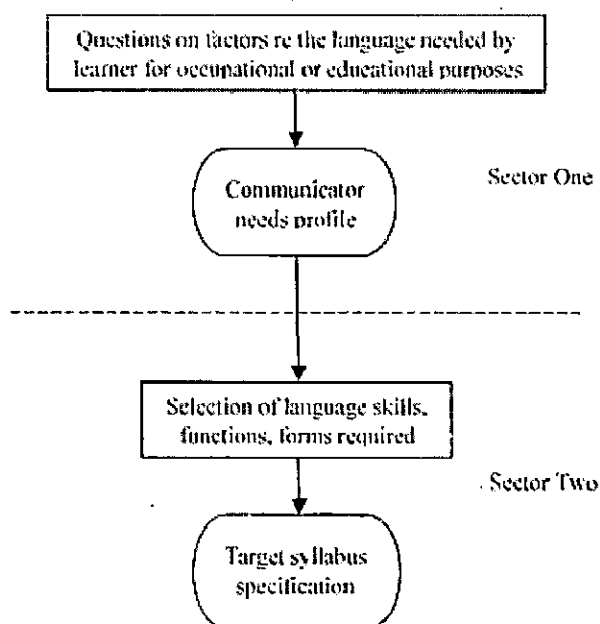 Questions on factors re the language needed by
learner for occupational or educational purposes
Communicator
needs profile
Sector One
Selection of language skills,
functions, forms required
Sector Two
Target syllabus
specification